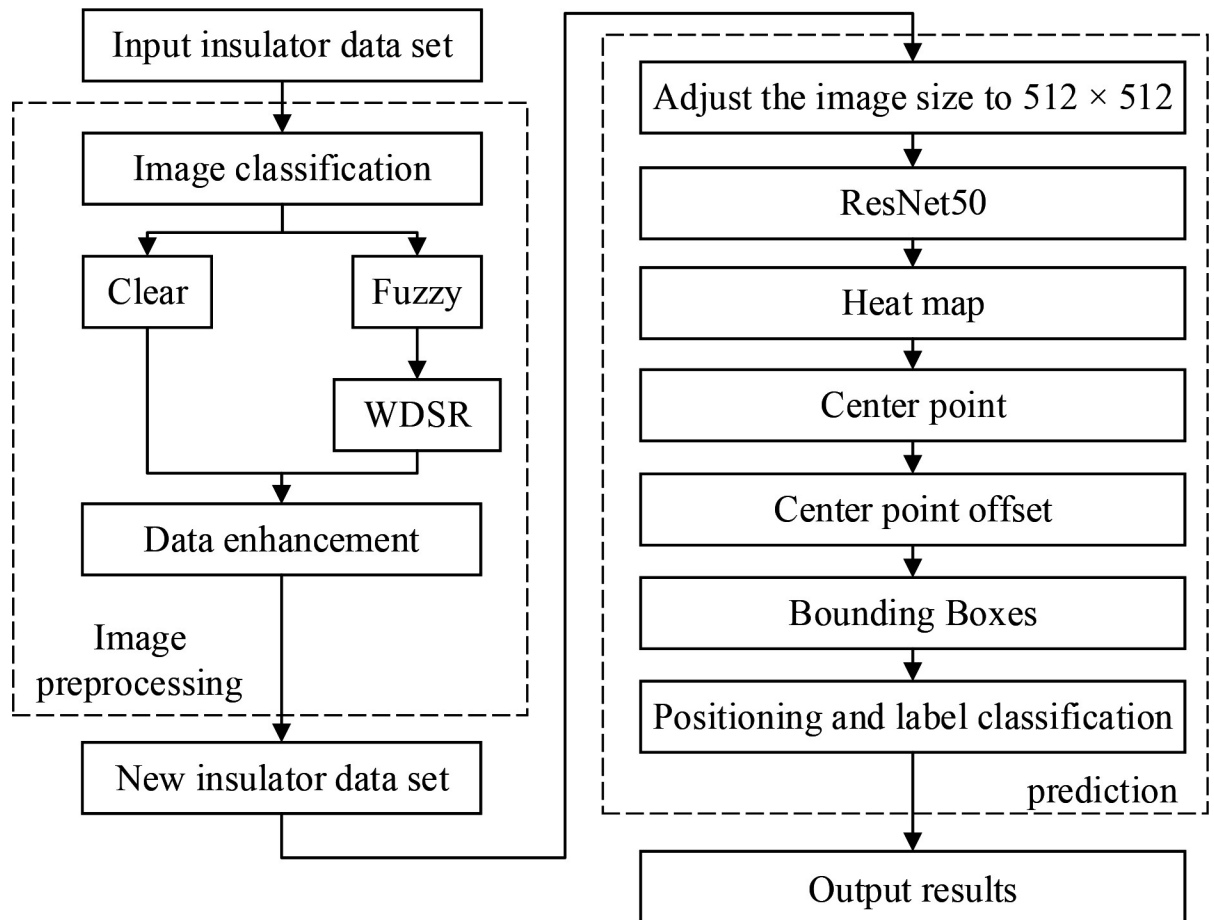 Input insulator data set
Image classification
Clear
Fuzzy
WDSR
Data enhancement
Image
preprocessing
New insulator data set
Adjust the image size to 512 × 512
ResNet50
Heat map
Center point
Center point offset
Bounding Boxes
Positioning and label classification
prediction
Output results